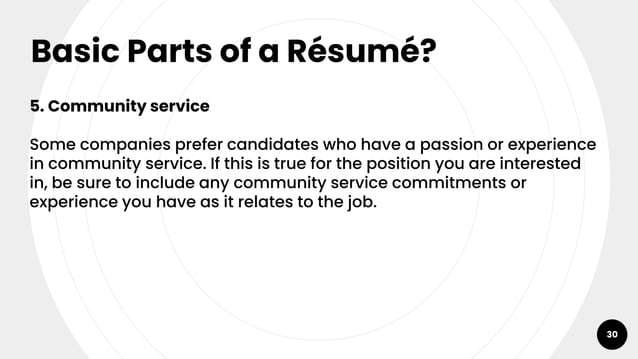 Basic Parts of a Résumé?
5. Community service
Some companies prefer candidates who have a passion or experience
in community service. If this is true for the position you are interested
in, be sure to include any community service commitments or
experience you have as it relates to the job.
30